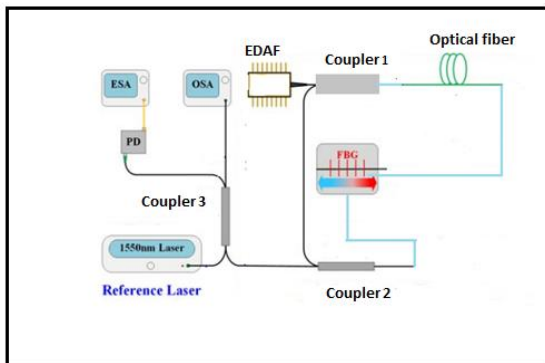 EDAF
Coupler 1
Optical fiber
ESA
OSA
PD
FBG
Coupler 3
1550nm Laser
Reference Laser
Coupler 2